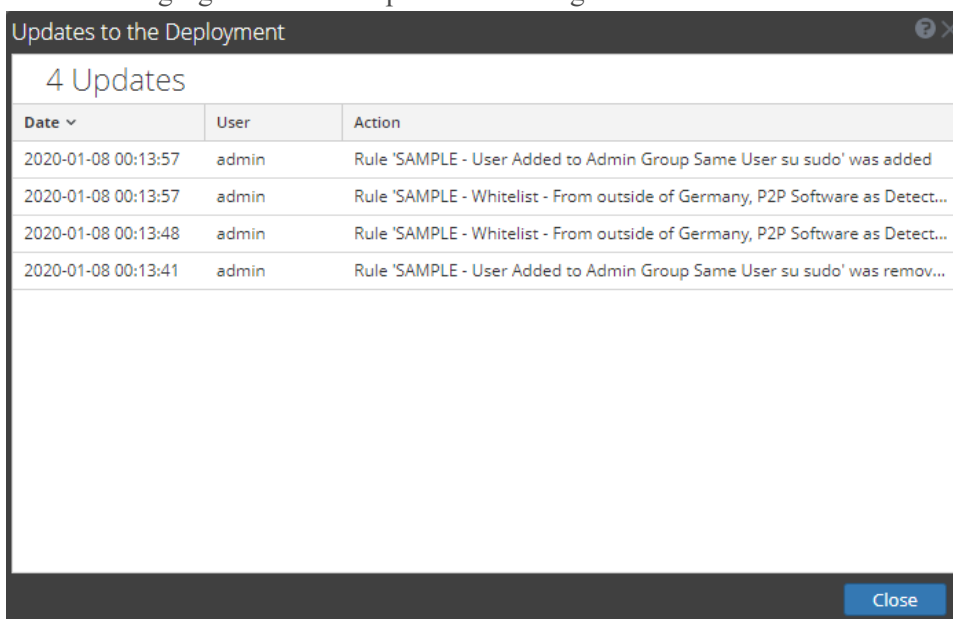 Updates to the Deployment
4 Updates
Date User Action
2020-01-08 00:13:57 admin Rule 'SAMPLE - User Added to Admin Group Same User su sudo' was added
2020-01-08 00:13:57 admin Rule 'SAMPLE - Whitelist - From outside of Germany, P2P Software as Detect...
2020-01-08 00:13:48 admin Rule 'SAMPLE - Whitelist - From outside of Germany, P2P Software as Detect...
2020-01-08 00:13:41 admin Rule 'SAMPLE - User Added to Admin Group Same User su sudo' was remov...
Close